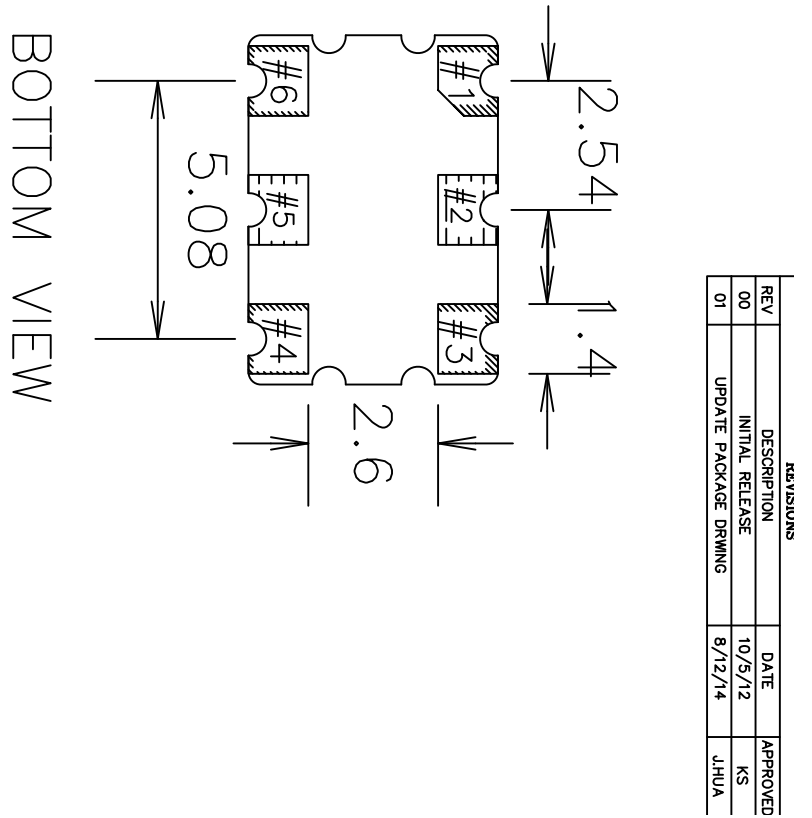 REVISIONS
REV DESCRIPTION DATE APPROVED
00 INITIAL RELEASE 10/5/12 KS
01 UPDATE PACKAGE DRWING 8/12/14 J.HUA
2.54
1.4
#1
#2
#3
#6
#5
#4
2.6
5.08
BOTTOM VIEW